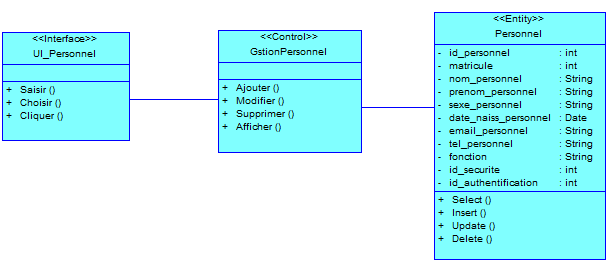 <<Interface>>
UI_Personnel
+ Saisir ()
+ Choisir ()
+ Cliquer ()
<<Control>>
GstionPersonnel
+ Ajouter ()
+ Modifier ()
+ Supprimer ()
+ Afficher ()
<<Entity>>
Personnel
- id_personnel : int
- matricule : int
- nom_personnel : String
- prenom_personnel : String
- sexe_personnel : String
- date_naiss_personnel : Date
- email_personnel : String
- tel_personnel : String
- fonction : String
- id_securite : int
- id_authentification : int
+ Select ()
+ Insert ()
+ Update ()
+ Delete ()